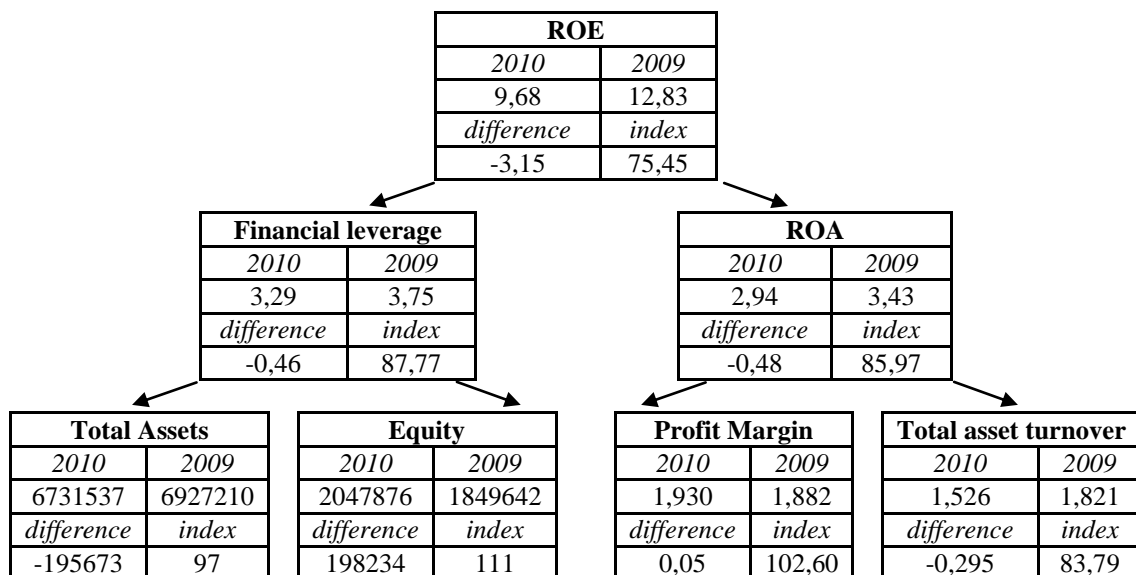 ROE
2010 2009
9,68 12,83
difference index
-3,15 75,45
Financial leverage
2010 2009
3,29 3,75
difference index
-0,46 87,77
ROA
2010 2009
2,94 3,43
difference index
-0,48 85,97
Total Assets
2010 2009
6731537 6927210
difference index
-195673 97
Equity
2010 2009
2047876 1849642
difference index
198234 111
Profit Margin
2010 2009
1,930 1,882
difference index
0,05 102,60
Total asset turnover
2010 2009
1,526 1,821
difference index
-0,295 83,79